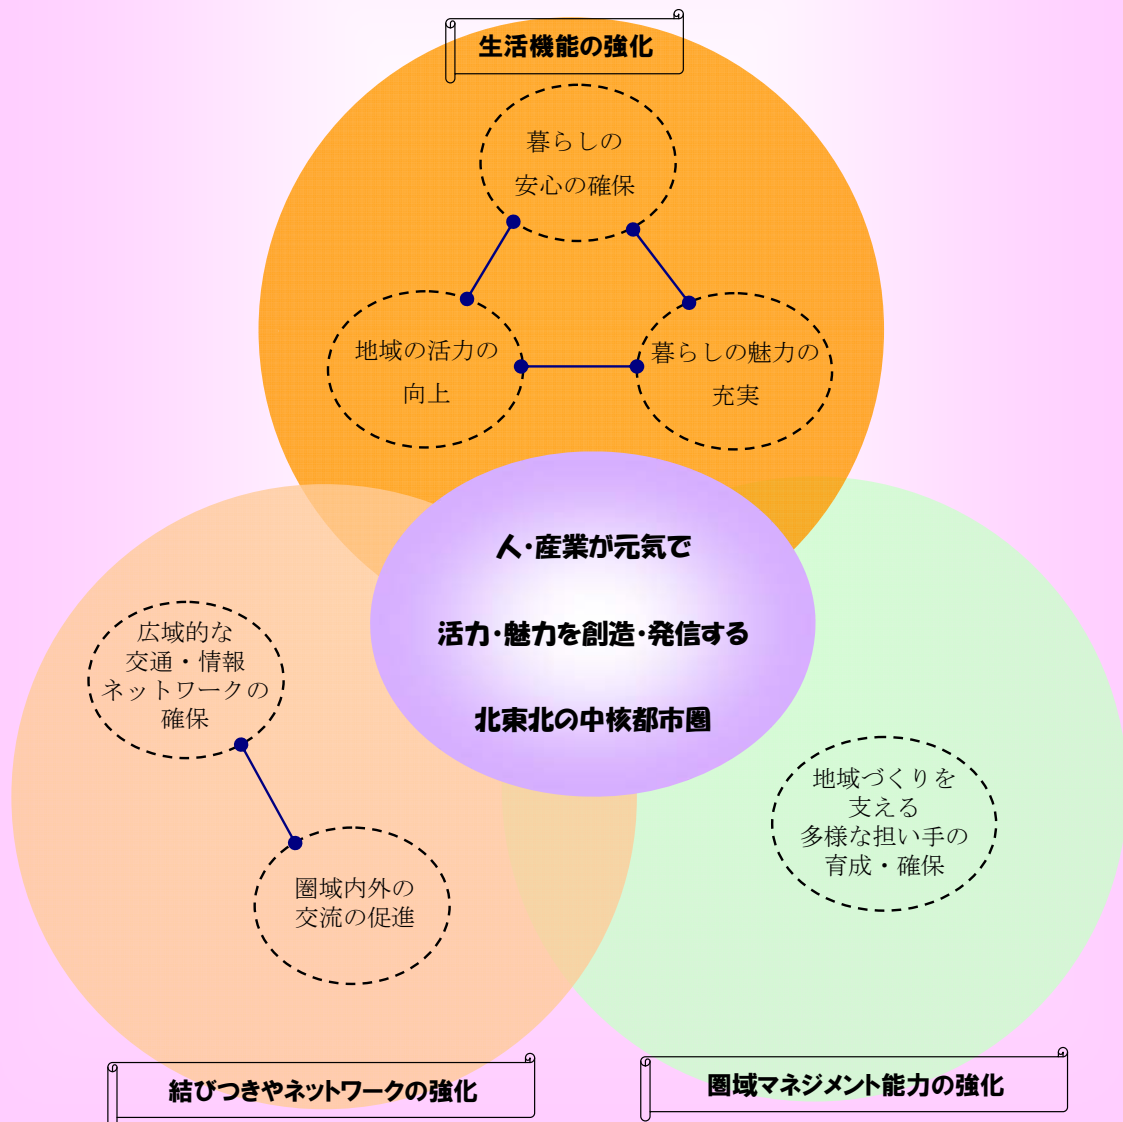 生活機能の強化
暮らしの
安心の確保
地域の活力の
向上
暮らしの魅力の
充実
人・産業が元気で
活力・魅力を創造・発信する
北東北の中核都市圏
広域的な
交通・情報
ネットワークの
確保
圏域内外の
交流の促進
地域づくりを
支える
多様な担い手の
育成・確保
結びつきやネットワークの強化
圏域マネジメント能力の強化